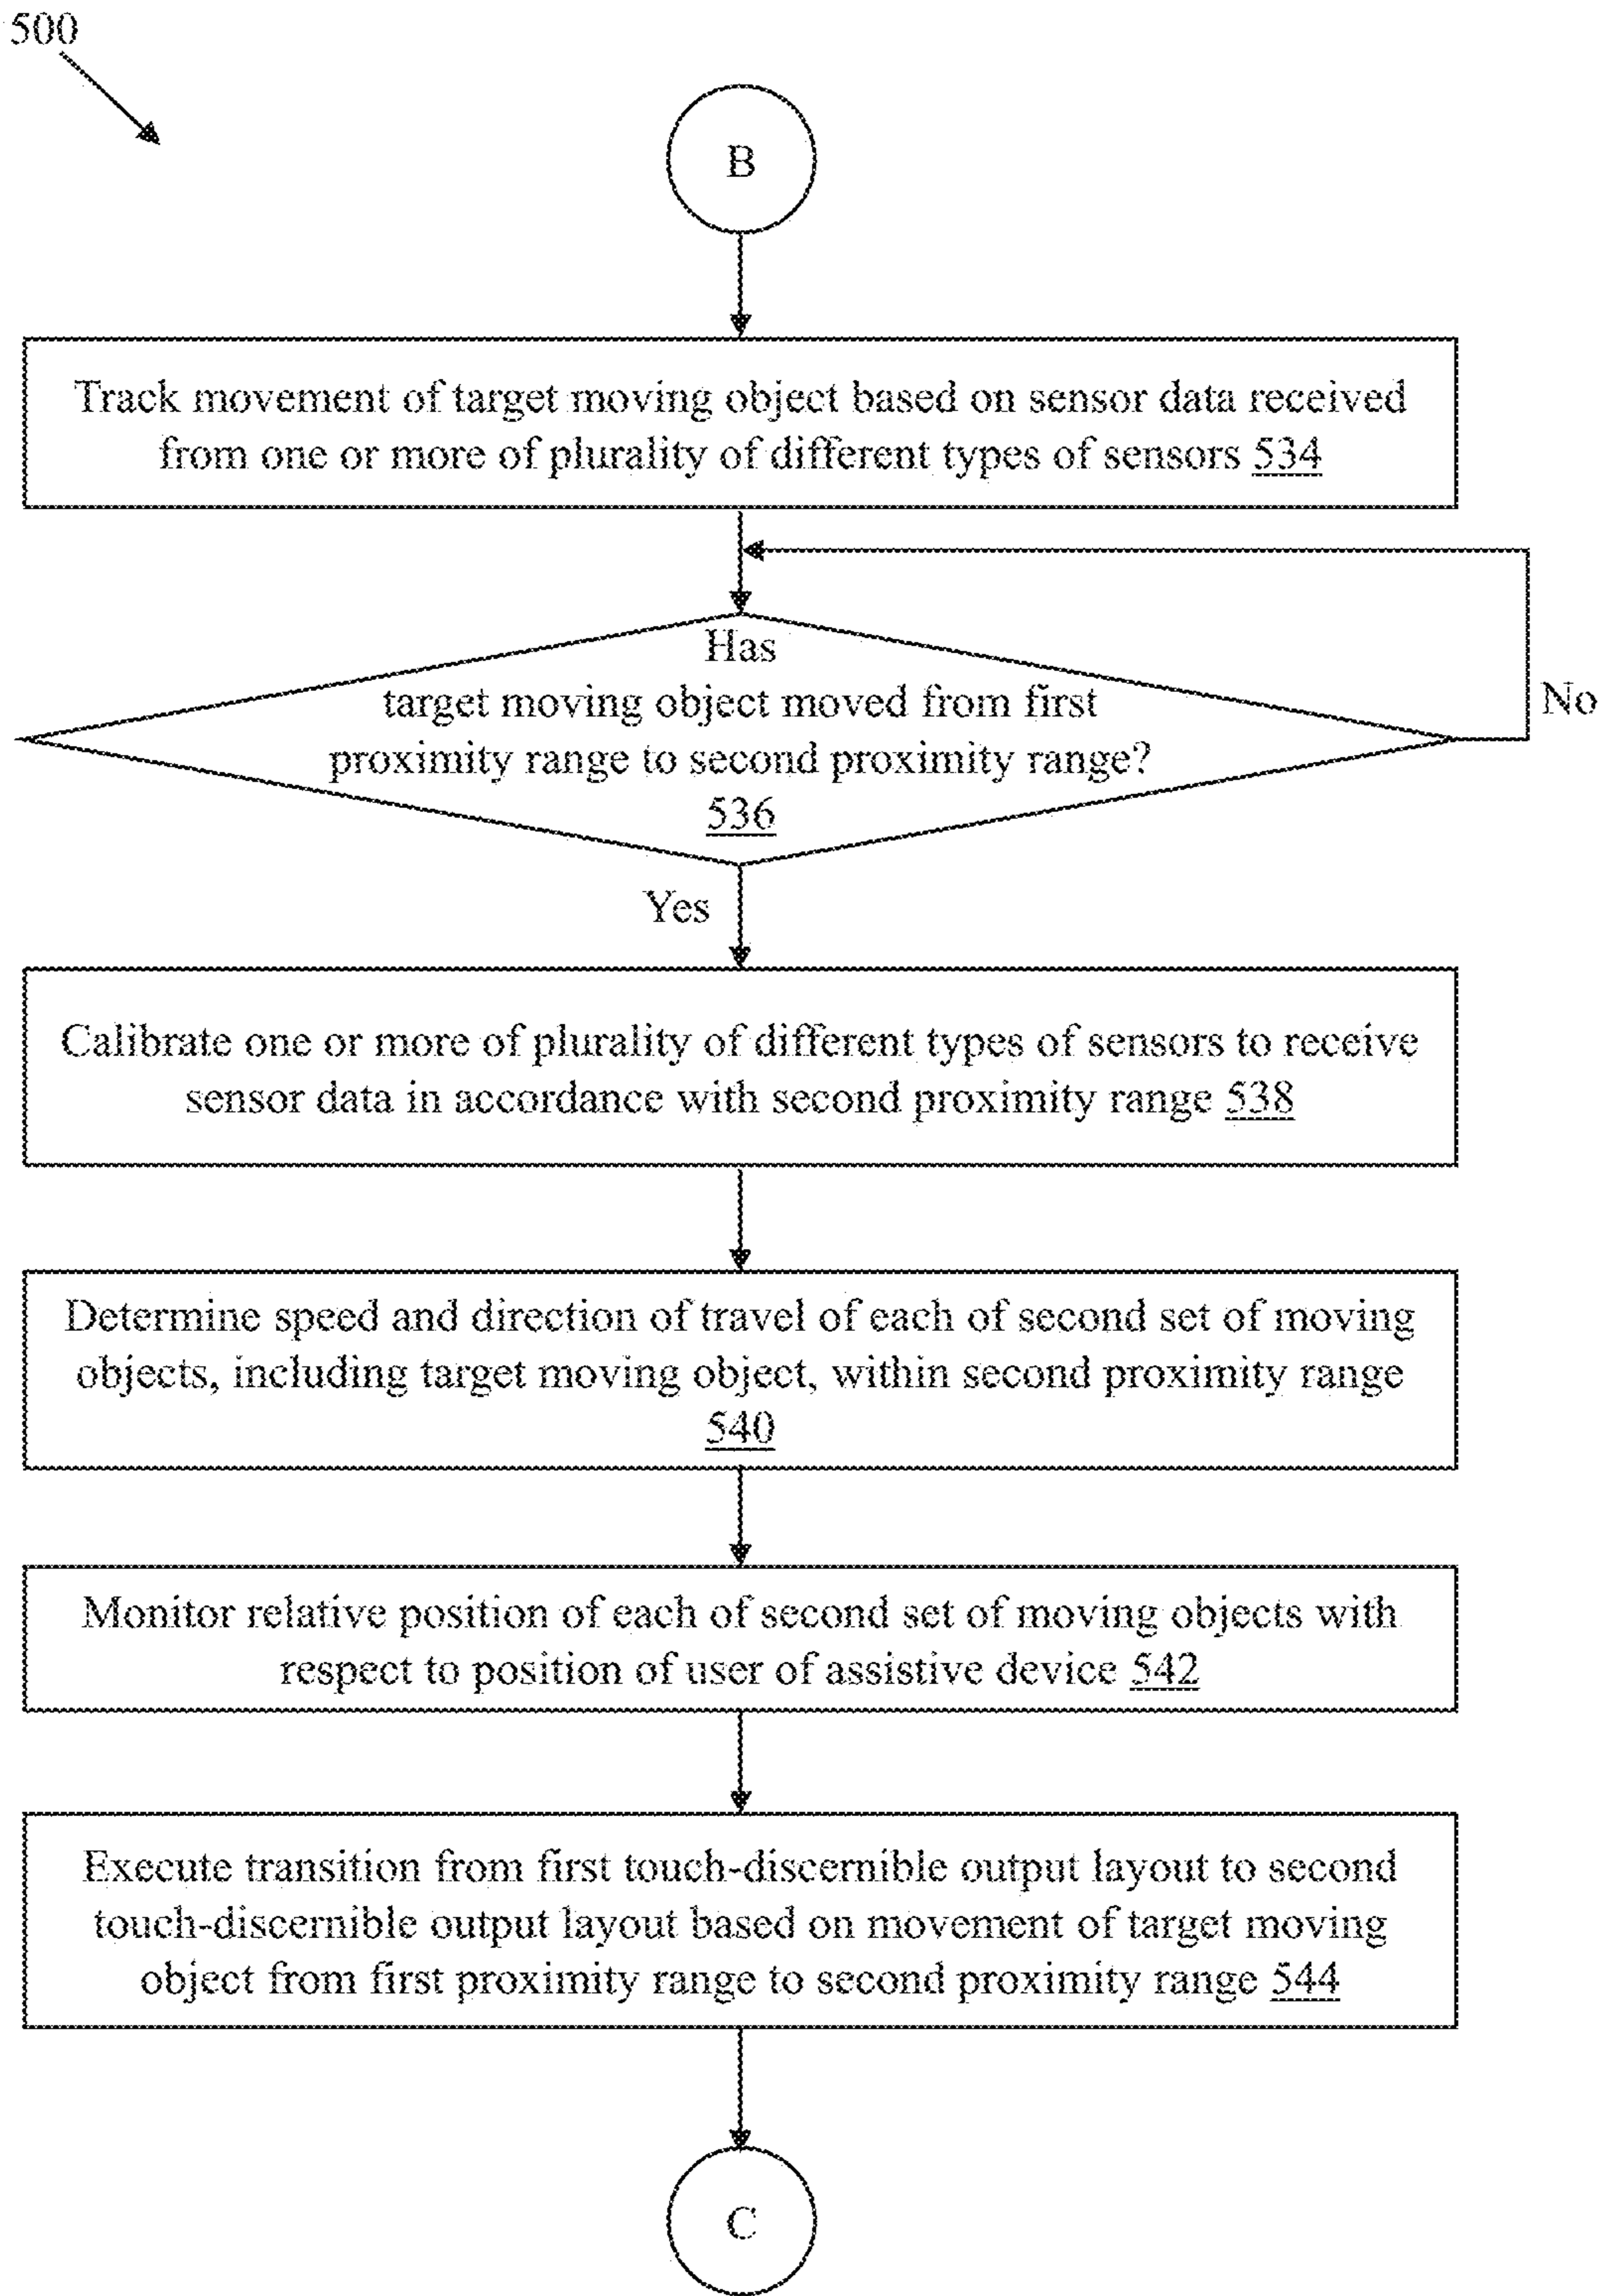 500
B
Track movement of target moving object based on sensor data received
from one or more of plurality of different types of sensors 534
Has
target moving object moved from first
proximity range to second proximity range?
536
No
Yes
Calibrate one or more of plurality of different types of sensors to receive
sensor data in accordance with second proximity range 538
Determine speed and direction of travel of each of second set of moving
objects, including target moving object, within second proximity range
540
Monitor relative position of each of second set of moving objects with
respect to position of user of assistive device 542
Execute transition from first touch-discernible output layout to second
touch-discernible output layout based on movement of target moving
object from first proximity range to second proximity range 544
C